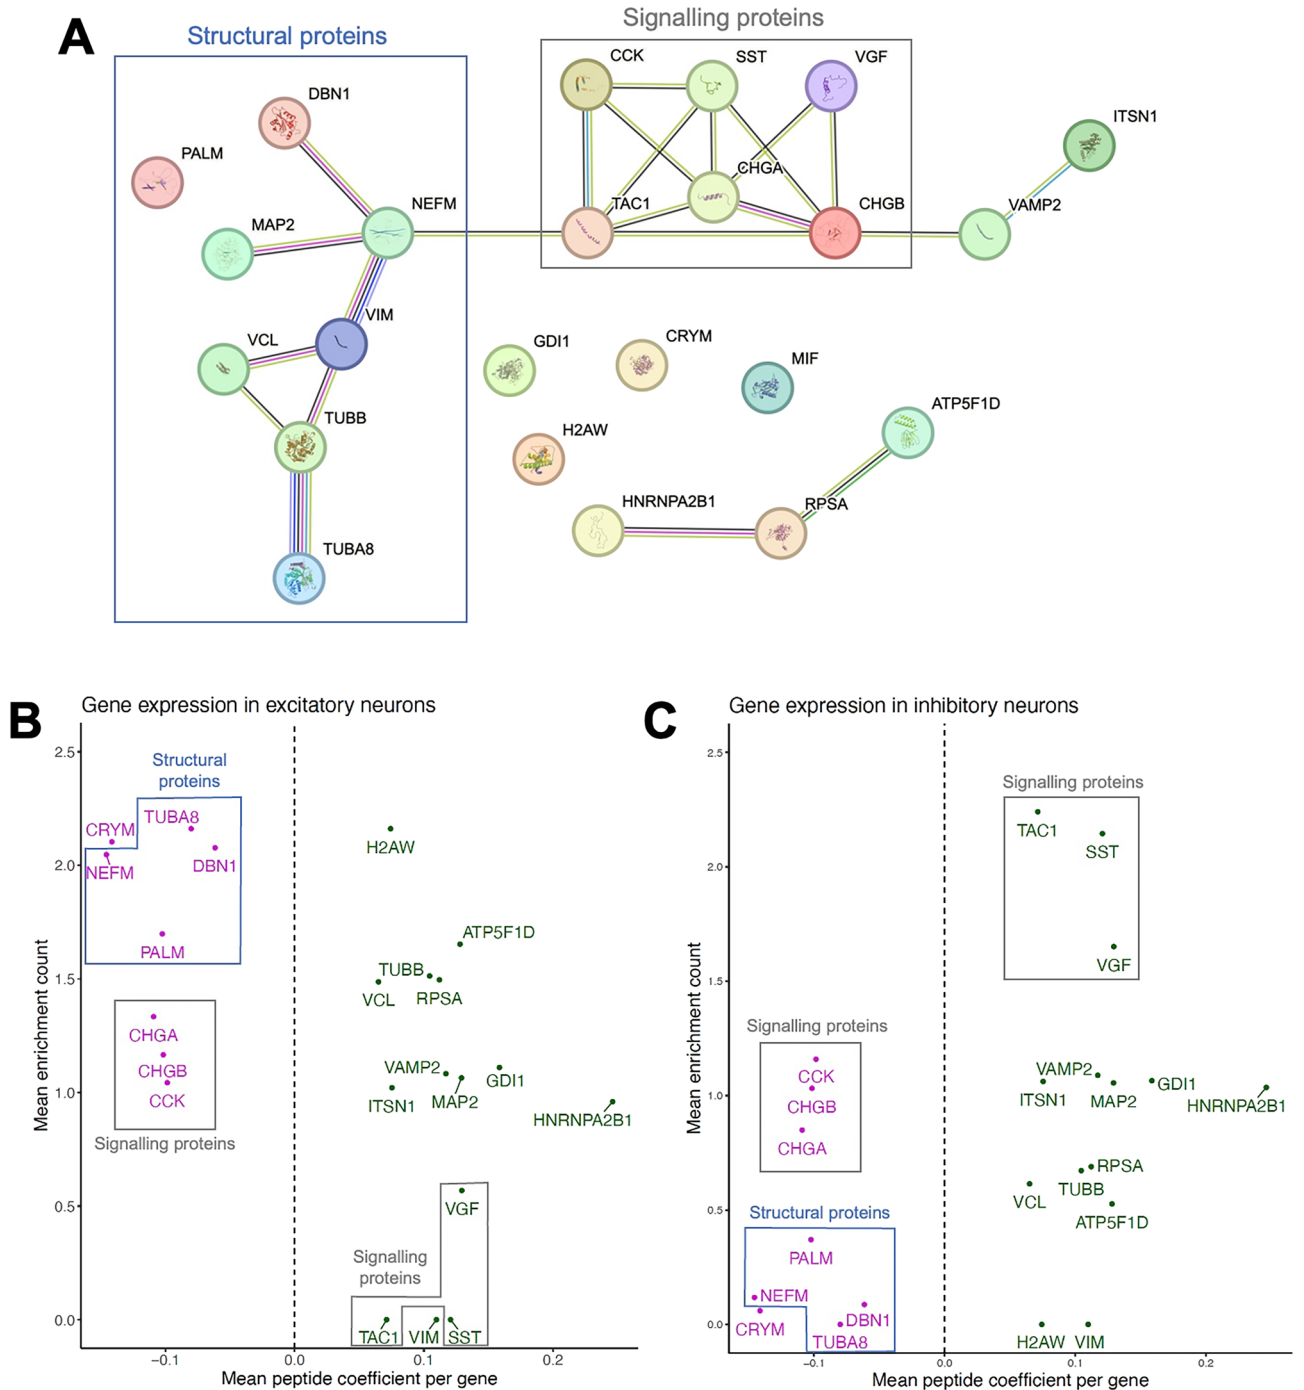 A
Structural proteins
Signalling proteins
CCK
SST
VGF
DBN1
ITSN1
PALM
CHGA
NEFM
TAC1
CHGB
VAMP2
MAP2
VIM
VCL
GDI1
CRYM
MIF
TUBB
H2AW
ATP5F1D
HNRNPA2B1
RPSA
TUBA8
B
Gene expression in excitatory neurons
2.5
2.0
1.5
1.0
0.5
0.0
Mean enrichment count
Structural
proteins
TUBA8
CRYM
NEFM
DBN1
PALM
H2AW
ATP5F1D
TUBB
VCL
RPSA
CHGA
CHGB
CCK
Signalling proteins
VAMP2
GDI1
ITSN1
MAP2
HNRNPA2B1
VGF
Signalling
proteins
TAC1
VIM
SST
−0.1
0.0
0.1
0.2
Mean peptide coefficient per gene
C
Gene expression in inhibitory neurons
2.5
2.0
1.5
1.0
0.5
0.0
Mean enrichment count
Signalling proteins
TAC1
SST
VGF
Signalling proteins
CCK
CHGB
CHGA
VAMP2
ITSN1
MAP2
GDI1
HNRNPA2B1
RPSA
TUBB
VCL
ATP5F1D
Structural proteins
PALM
NEFM
CRYM
DBN1
TUBA8
H2AW
VIM
−0.1
0.0
0.1
0.2
Mean peptide coefficient per gene